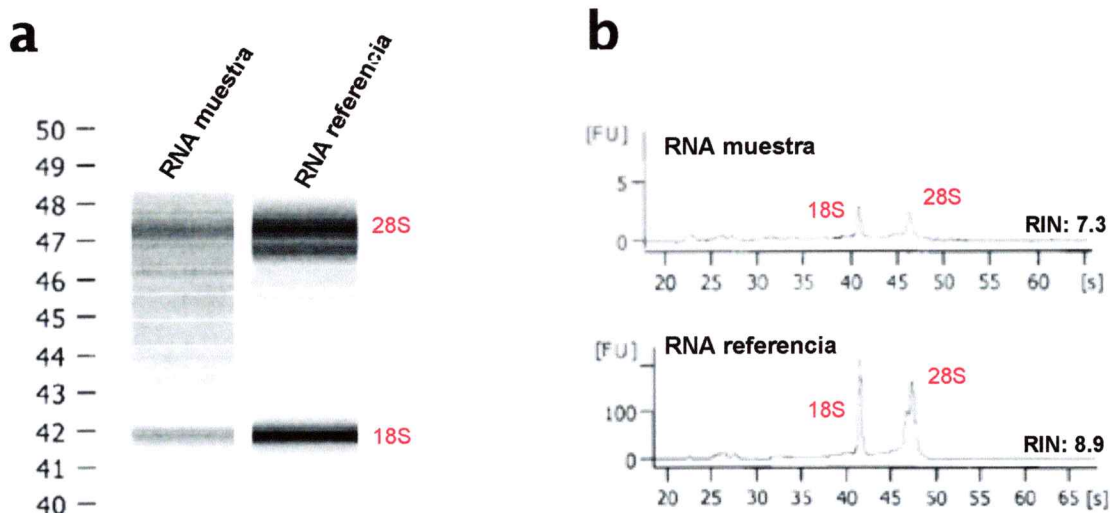 a
RNA muestra
RNA referencia
50
49
48
47
46
45
44
43
42
41
40
28S
18S
b
[FU]
RNA muestra
5
0
18S
28S
RIN: 7.3
20 25 30 35 40 45 50 55 60 [s]
[FU]
RNA referencia
100
0
18S
28S
RIN: 8.9
20 25 30 35 40 45 50 55 60 65 [s]